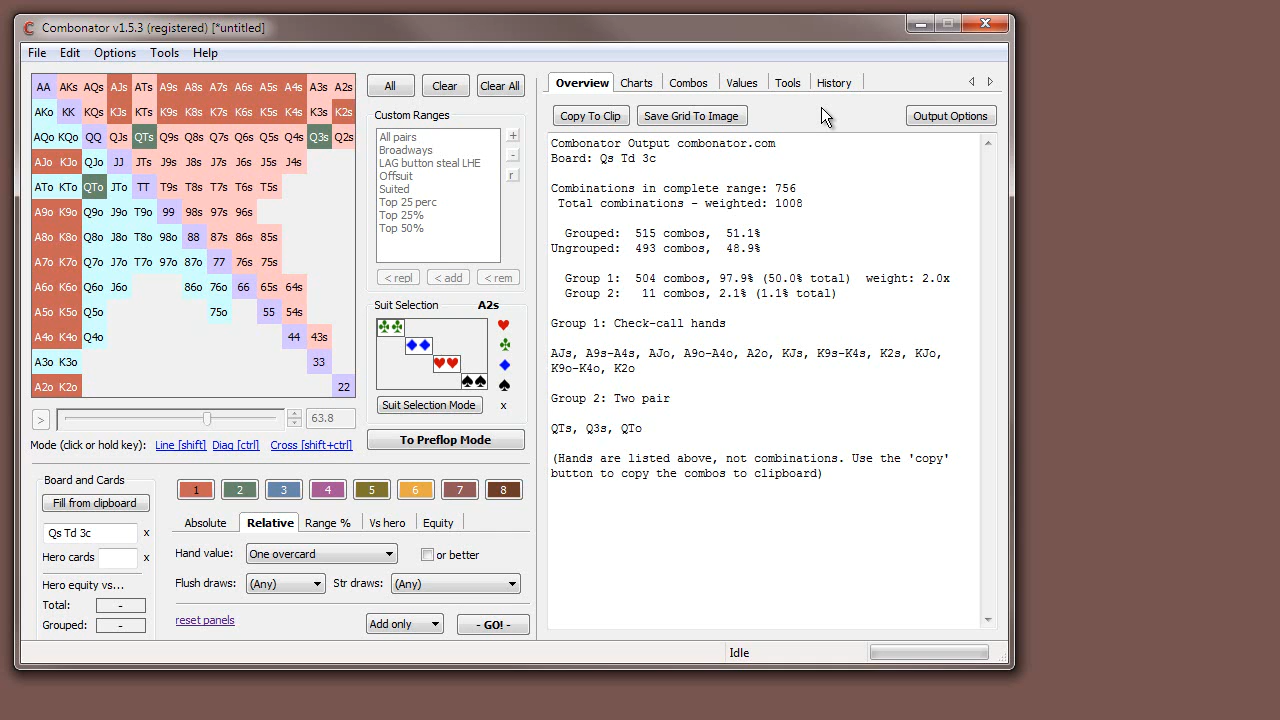 Combonator v1.5.3 (registered) [*untitled]
File Edit Options Tools Help
AA AKs AQs AJs ATs A9s A8s A7s A6s A5s A4s A3s A2s
AKo KK KQs KJs KTs K9s K8s K7s K6s K5s K4s K3s K2s
AQo KQo QQ QJs QTs Q9s Q8s Q7s Q6s Q5s Q4s Q3s Q2s
AJo KJo QJo JJ JTs J9s J8s J7s J6s J5s J4s
ATo KTo QTo JTo TT T9s T8s T7s T6s T5s
A9o K9o Q9o J9o T9o 99 98s 97s 96s
A8o K8o Q8o J8o T8o 98o 88 87s 86s 85s
A7o K7o Q7o J7o T7o 97o 87o 77 76s 75s
A6o K6o Q6o J6o 86o 76o 66 65s 64s
A5o K5o Q5o 75o 55 54s
A4o K4o Q4o 44 43s
A3o K3o 33
A2o K2o 22
> 63.8
Mode (click or hold key): Line [shift] Diag [ctrl] Cross [shift+ctrl]
All Clear Clear All
Custom Ranges
All pairs
Broadways
LAG button steal LHE
Offsuit
Suited
Top 25 perc
Top 25%
Top 50%
+
-
r
< repl < add < rem
Suit Selection A2s
Suit Selection Mode x
To Preflop Mode
Board and Cards
Fill from clipboard
Qs Td 3c x
Hero cards x
Hero equity vs...
Total: -
Grouped: -
1 2 3 4 5 6 7 8
Absolute Relative Range % Vs hero Equity
Hand value: One overcard or better
Flush draws: (Any) Str draws: (Any)
reset panels Add only - GO! -
Overview Charts Combos Values Tools History
Copy To Clip Save Grid To Image Output Options
Combonator Output combonator.com
Board: Qs Td 3c
Combinations in complete range: 756
Total combinations - weighted: 1008
Grouped: 515 combos, 51.1%
Ungrouped: 493 combos, 48.9%
Group 1: 504 combos, 97.9% (50.0% total) weight: 2.0x
Group 2: 11 combos, 2.1% (1.1% total)
Group 1: Check-call hands
AJs, A9s-A4s, AJo, A9o-A4o, A2o, KJs, K9s-K4s, K2s, KJo,
K9o-K4o, K2o
Group 2: Two pair
QTs, Q3s, QTo
(Hands are listed above, not combinations. Use the 'copy'
button to copy the combos to clipboard)
Idle